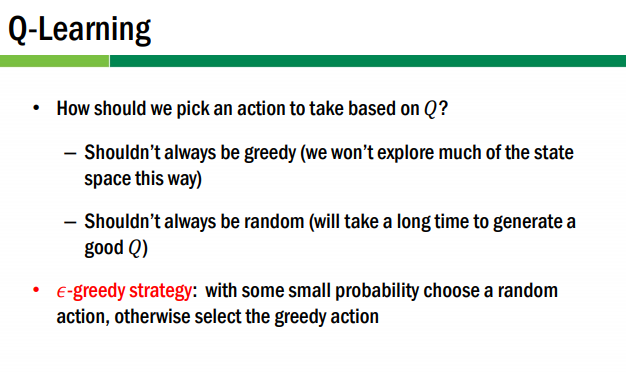 Q-Learning
• How should we pick an action to take based on 𝑄?
– Shouldn't always be greedy (we won't explore much of the state
space this way)
– Shouldn't always be random (will take a long time to generate a
good 𝑄)
• 𝜖-greedy strategy: with some small probability choose a random
action, otherwise select the greedy action